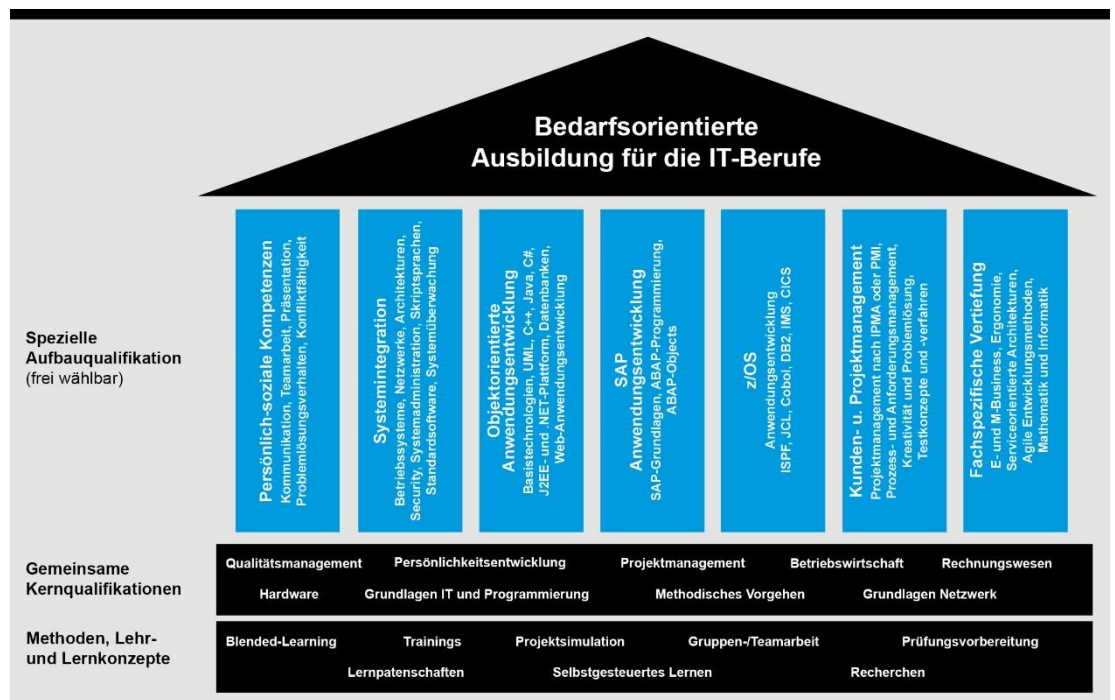 Bedarfsorientierte
Ausbildung für die IT-Berufe
Spezielle
Aufbauqualifikation
(frei wählbar)
Persönlich-soziale Kompetenzen
Kommunikation, Teamarbeit, Präsentation,
Problemlösungsverhalten, Konfliktfähigkeit
Systemintegration
Betriebssysteme, Netzwerke, Architekturen,
Security, Systemadministration, Skriptsprachen,
Standardsoftware, Systemüberwachung
Objektorientierte
Anwendungsentwicklung
Basistechnologien, UML, C++, Java, C#,
J2EE- und .NET-Plattform, Datenbanken,
Web-Anwendungsentwicklung
SAP
Anwendungsentwicklung
SAP-Grundlagen, ABAP-Programmierung,
ABAP-Objects
z/OS
Anwendungsentwicklung
ISPF, JCL, Cobol, DB2, IMS, CICS
Kunden- u. Projektmanagement
Projektmanagement nach IPMA oder PMI,
Prozess- und Anforderungsmanagement,
Kreativität und Problemlösung,
Testkonzepte und -verfahren
Fachspezifische Vertiefung
E- und M-Business, Ergonomie,
Serviceorientierte Architekturen,
Agile Entwicklungsmethoden,
Mathematik und Informatik
Gemeinsame
Kernqualifikationen
Qualitätsmanagement Persönlichkeitsentwicklung Projektmanagement Betriebswirtschaft Rechnungswesen
Hardware Grundlagen IT und Programmierung Methodisches Vorgehen Grundlagen Netzwerk
Methoden, Lehr-
und Lernkonzepte
Blended-Learning Trainings Projektsimulation Gruppen-/Teamarbeit Prüfungsvorbereitung
Lernpatenschaften Selbstgesteuertes Lernen Recherchen